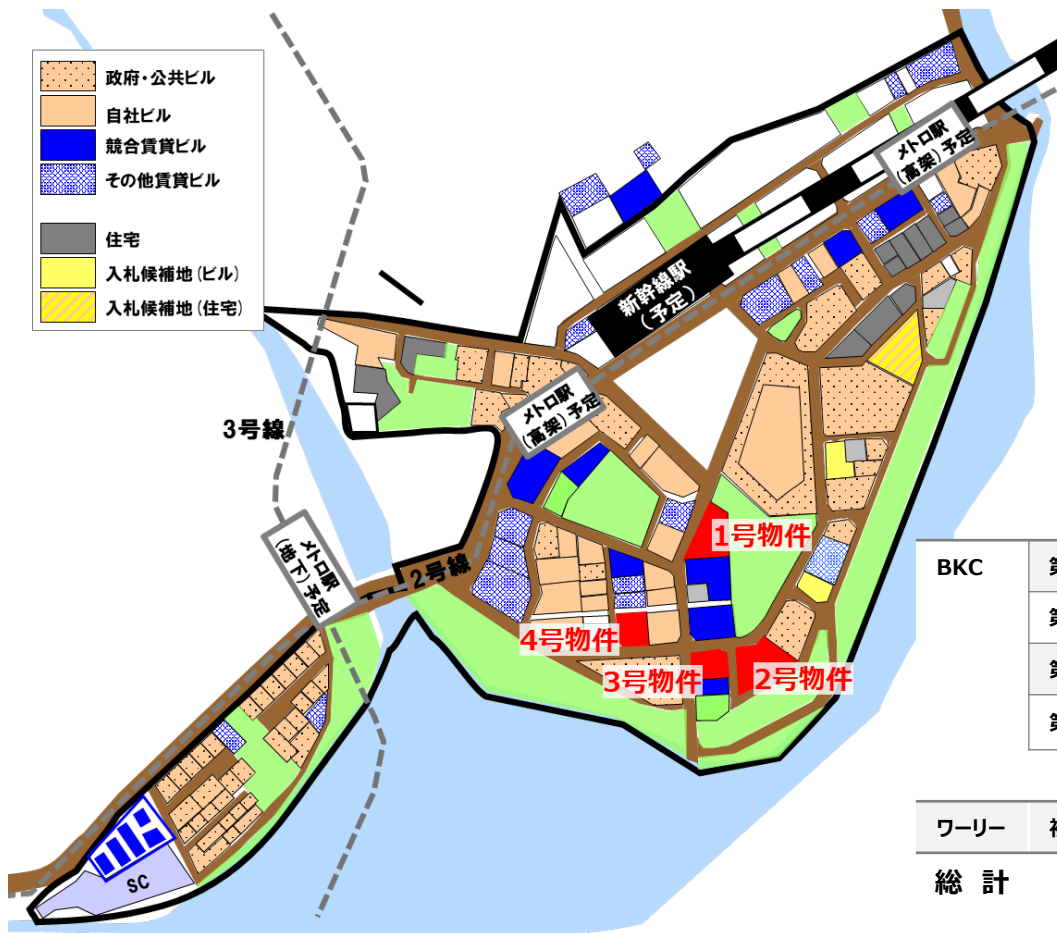 政府・公共ビル
自社ビル
競合賃貸ビル
その他賃貸ビル
住宅
入札候補地(ビル)
入札候補地(住宅)
メトロ駅
(高架)予定
新幹線駅
(予定)
メトロ駅
(高架)予定
3号線
メトロ駅
(地下)予定
2号線
1号物件
4号物件
3号物件
2号物件
SC
BKC
第
第
第
第
ワーリー
総 計